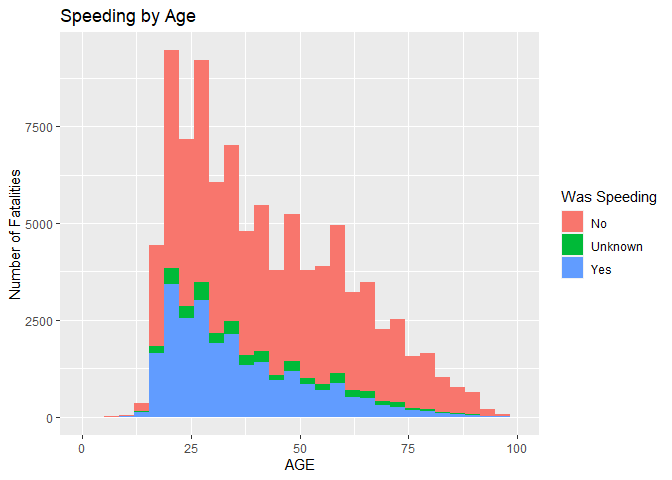 Speeding by Age
Number of Fatalities
7500
5000
2500
0
0 25 50 75 100
AGE
Was Speeding
No
Unknown
Yes